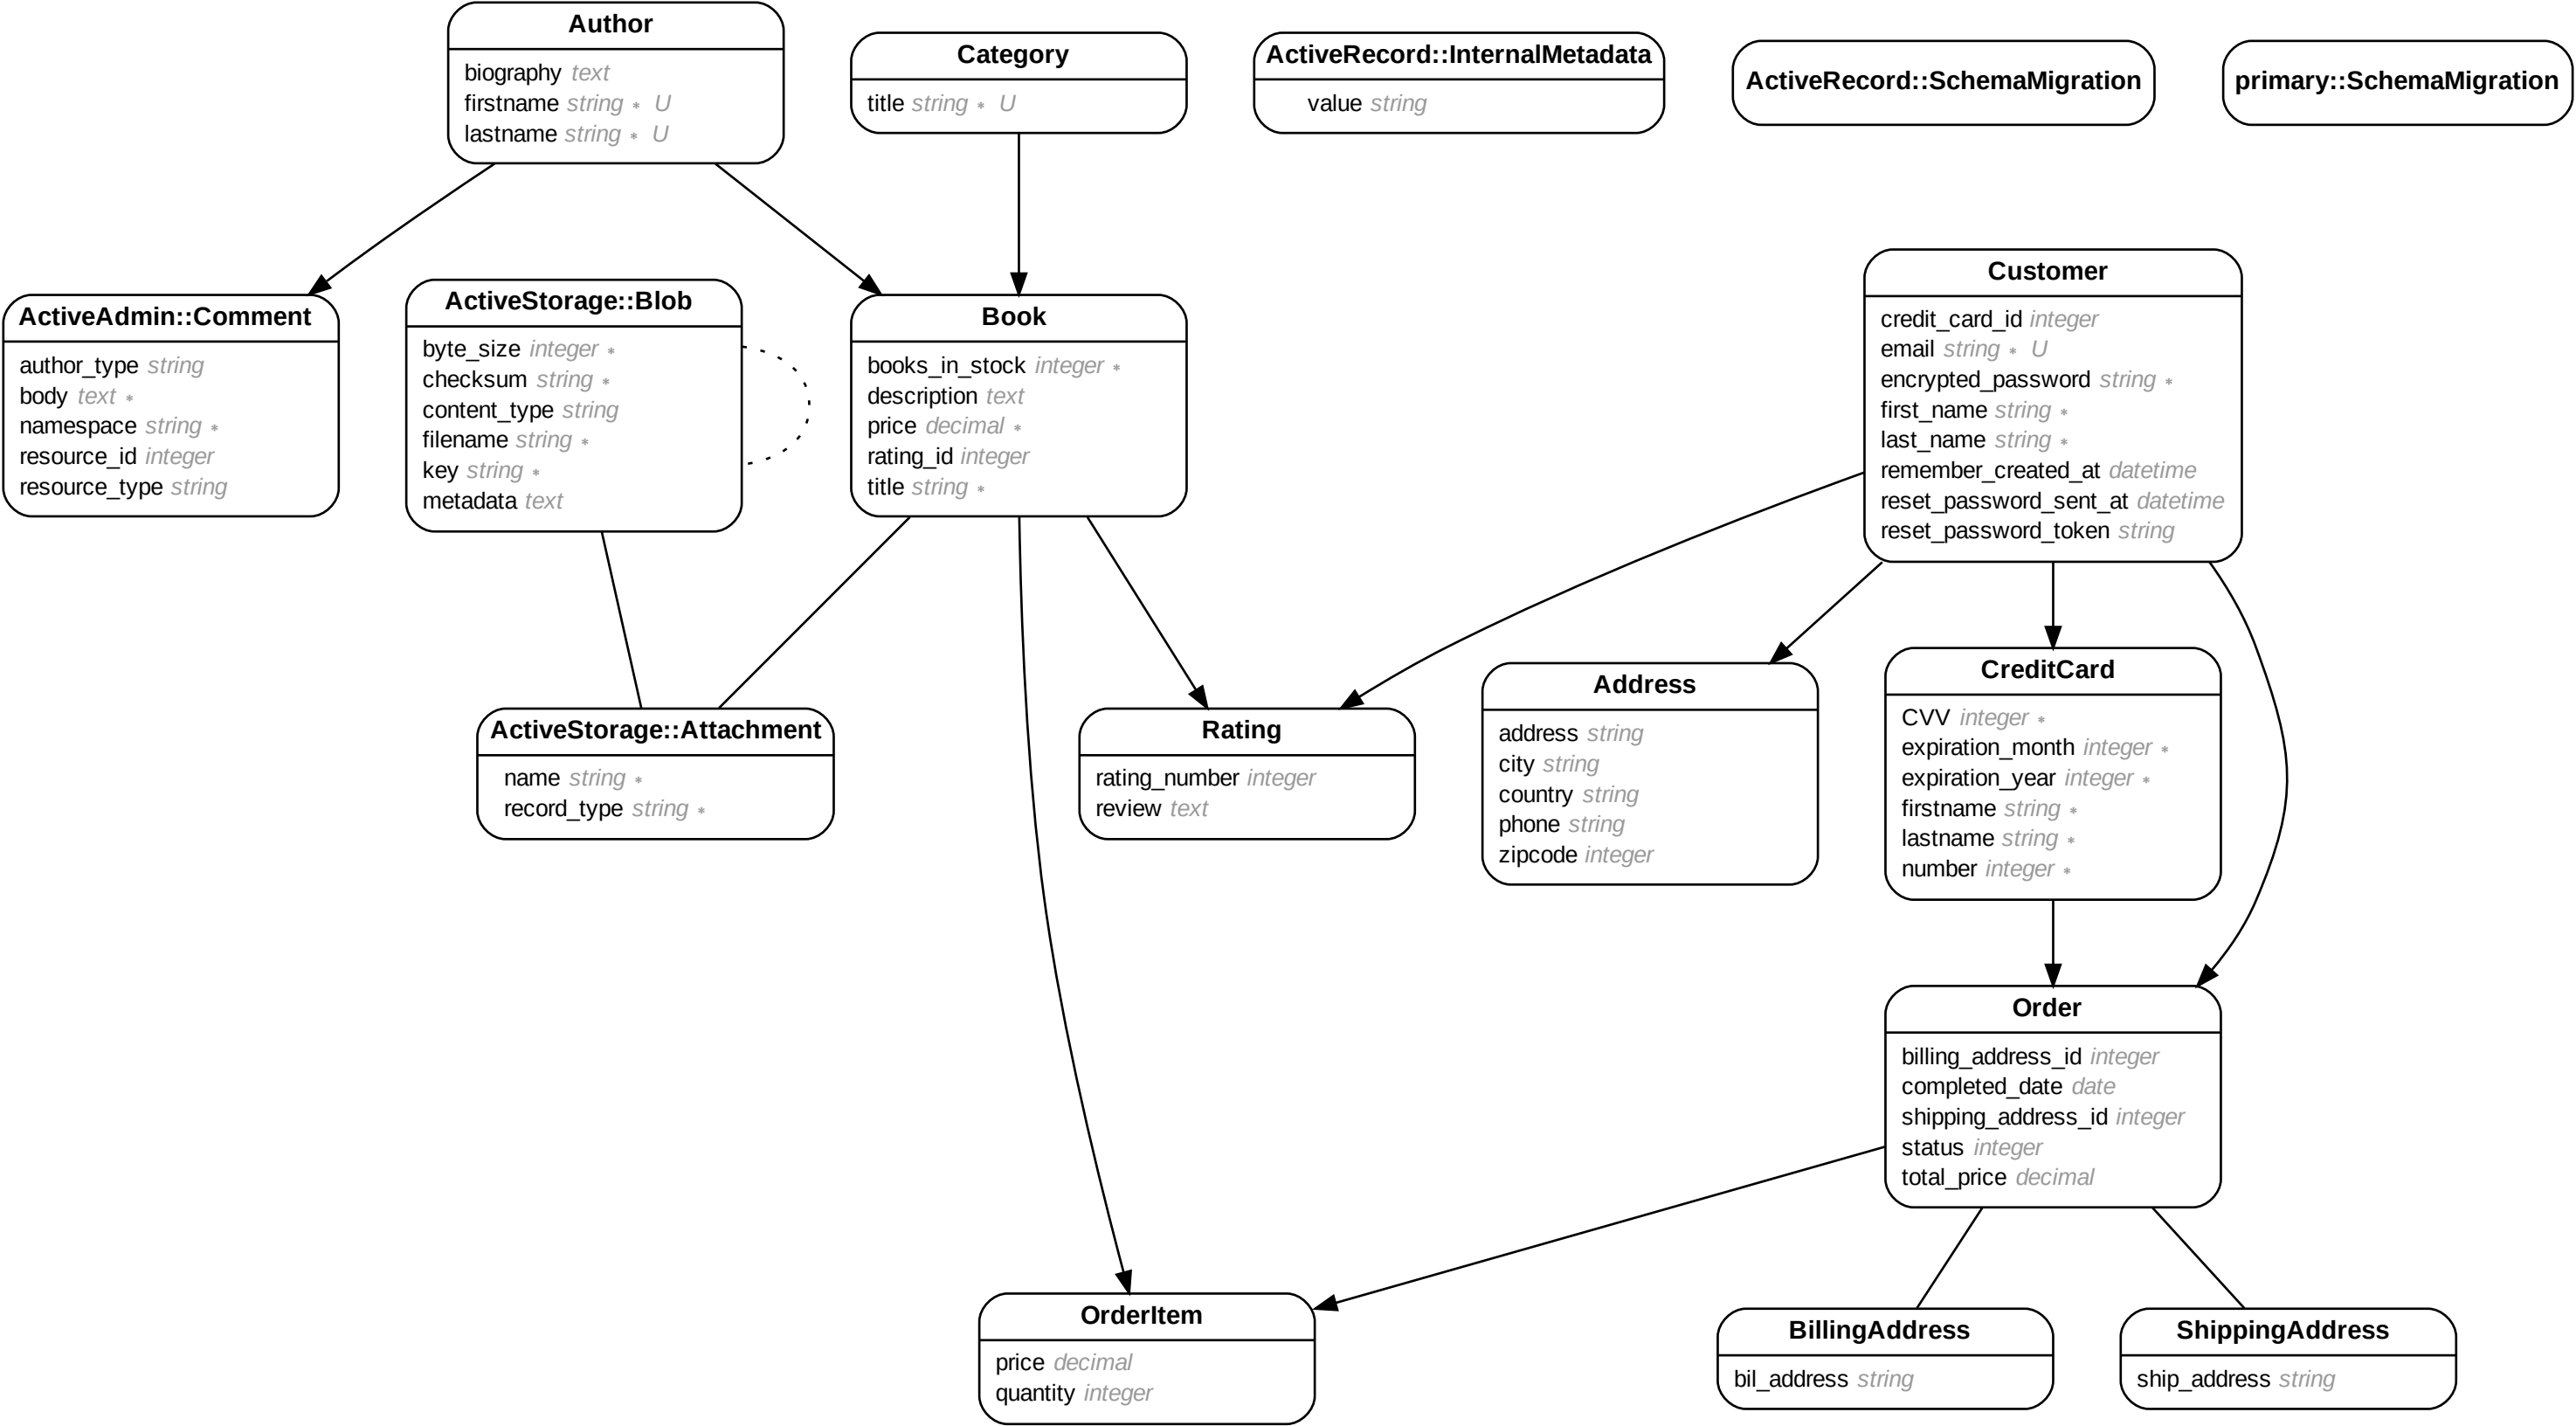 Author
biography text
firstname string * U
lastname string * U
Category
title string * U
ActiveRecord::InternalMetadata
value string
ActiveRecord::SchemaMigration
primary::SchemaMigration
ActiveAdmin::Comment
author_type string
body text *
namespace string *
resource_id integer
resource_type string
ActiveStorage::Blob
byte_size integer *
checksum string *
content_type string
filename string *
key string *
metadata text
Book
books_in_stock integer *
description text
price decimal *
rating_id integer
title string *
Customer
credit_card_id integer
email string * U
encrypted_password string *
first_name string *
last_name string *
remember_created_at datetime
reset_password_sent_at datetime
reset_password_token string
ActiveStorage::Attachment
name string *
record_type string *
Rating
rating_number integer
review text
Address
address string
city string
country string
phone string
zipcode integer
CreditCard
CVV integer *
expiration_month integer *
expiration_year integer *
firstname string *
lastname string *
number integer *
Order
billing_address_id integer
completed_date date
shipping_address_id integer
status integer
total_price decimal
OrderItem
price decimal
quantity integer
BillingAddress
bil_address string
ShippingAddress
ship_address string